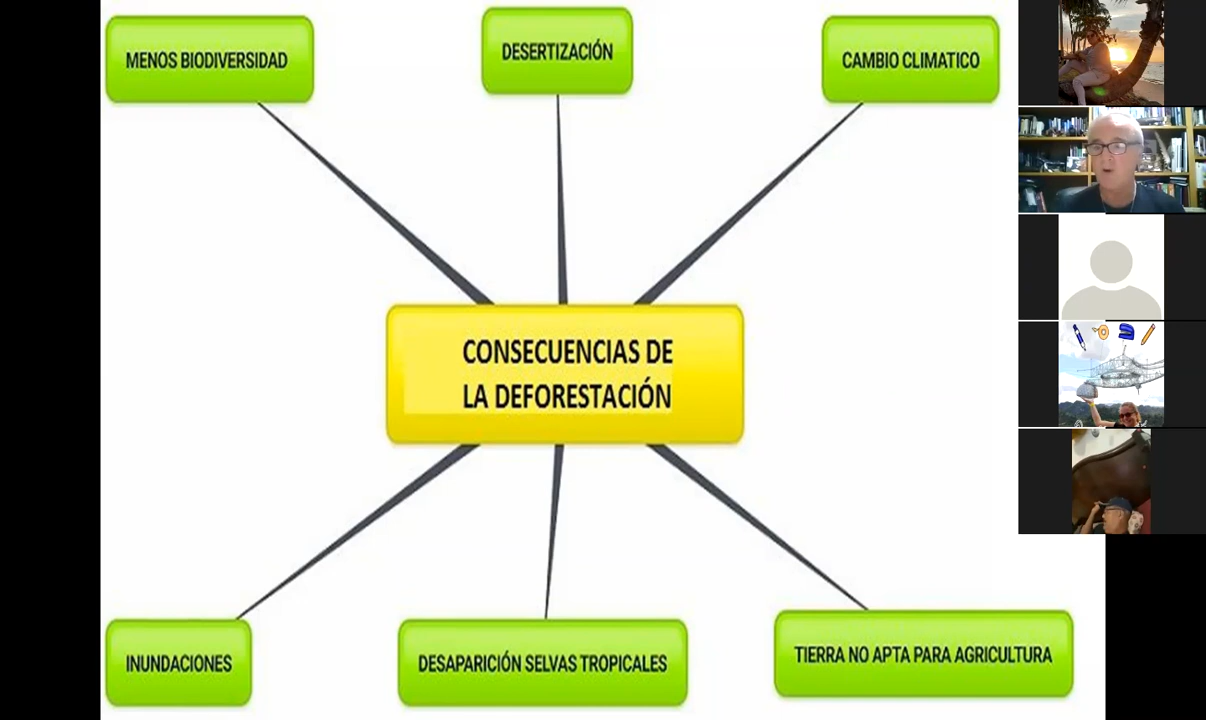 MENOS BIODIVERSIDAD
DESERTIZACIÓN
CAMBIO CLIMATICO
CONSECUENCIAS DE
LA DEFORESTACIÓN
INUNDACIONES
DESAPARICIÓN SELVAS TROPICALES
TIERRA NO APTA PARA AGRICULTURA